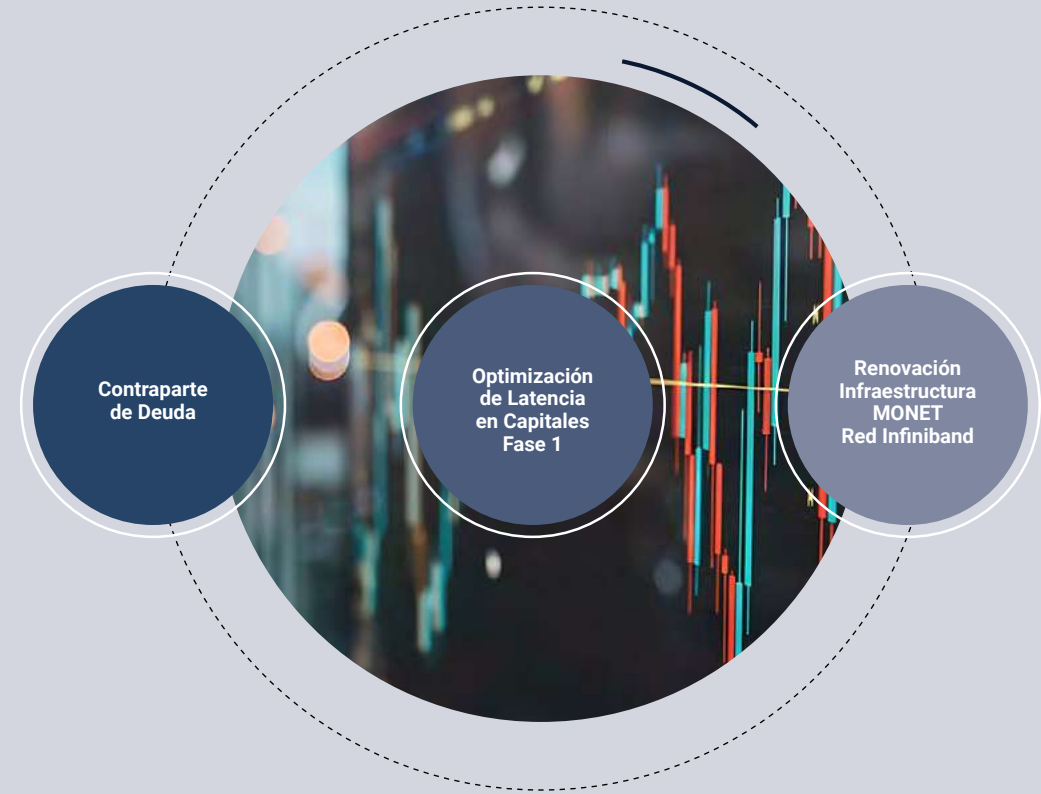 Contraparte
de Deuda
Optimización
de Latencia
en Capitales
Fase 1
Renovación
Infraestructura
MONET
Red Infiniband